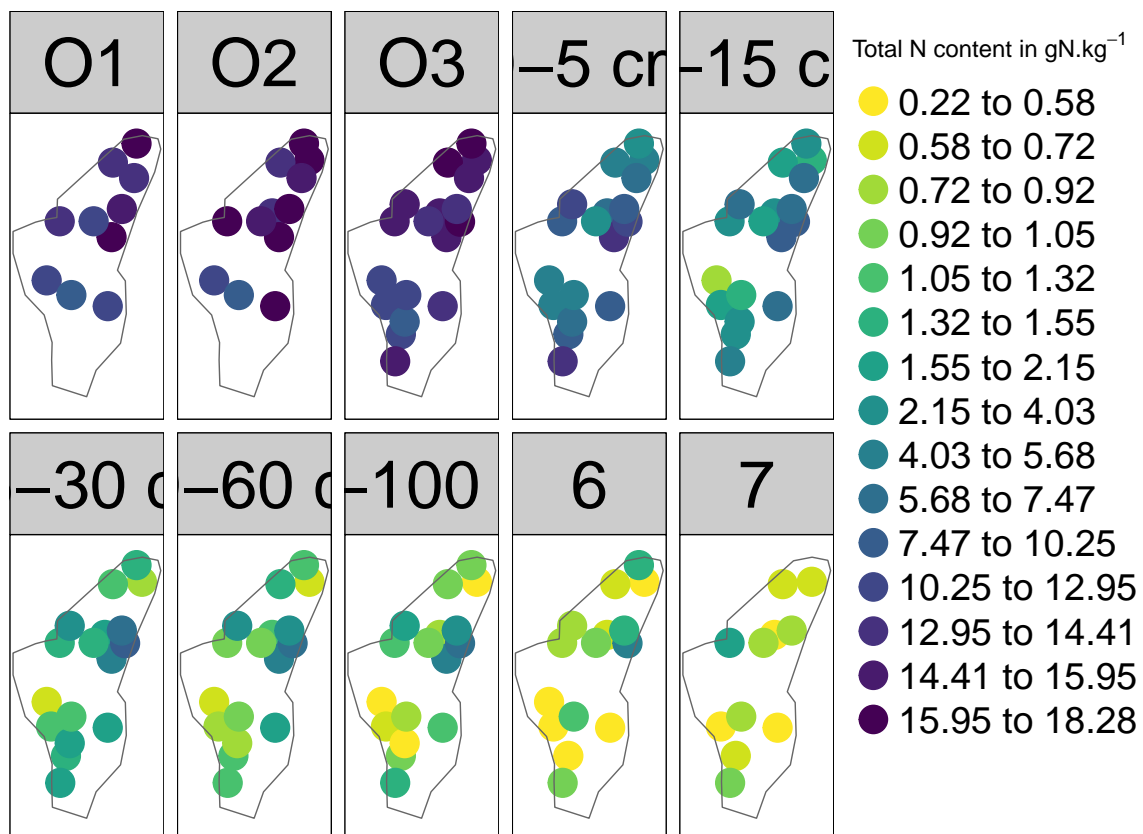 O1
O2
O3
–5 cm
–15 c
Total N content in gN.kg⁻¹
0.22 to 0.58
0.58 to 0.72
0.72 to 0.92
0.92 to 1.05
1.05 to 1.32
1.32 to 1.55
1.55 to 2.15
2.15 to 4.03
4.03 to 5.68
5.68 to 7.47
7.47 to 10.25
10.25 to 12.95
12.95 to 14.41
14.41 to 15.95
15.95 to 18.28
–30 c
–60 c
–100
6
7